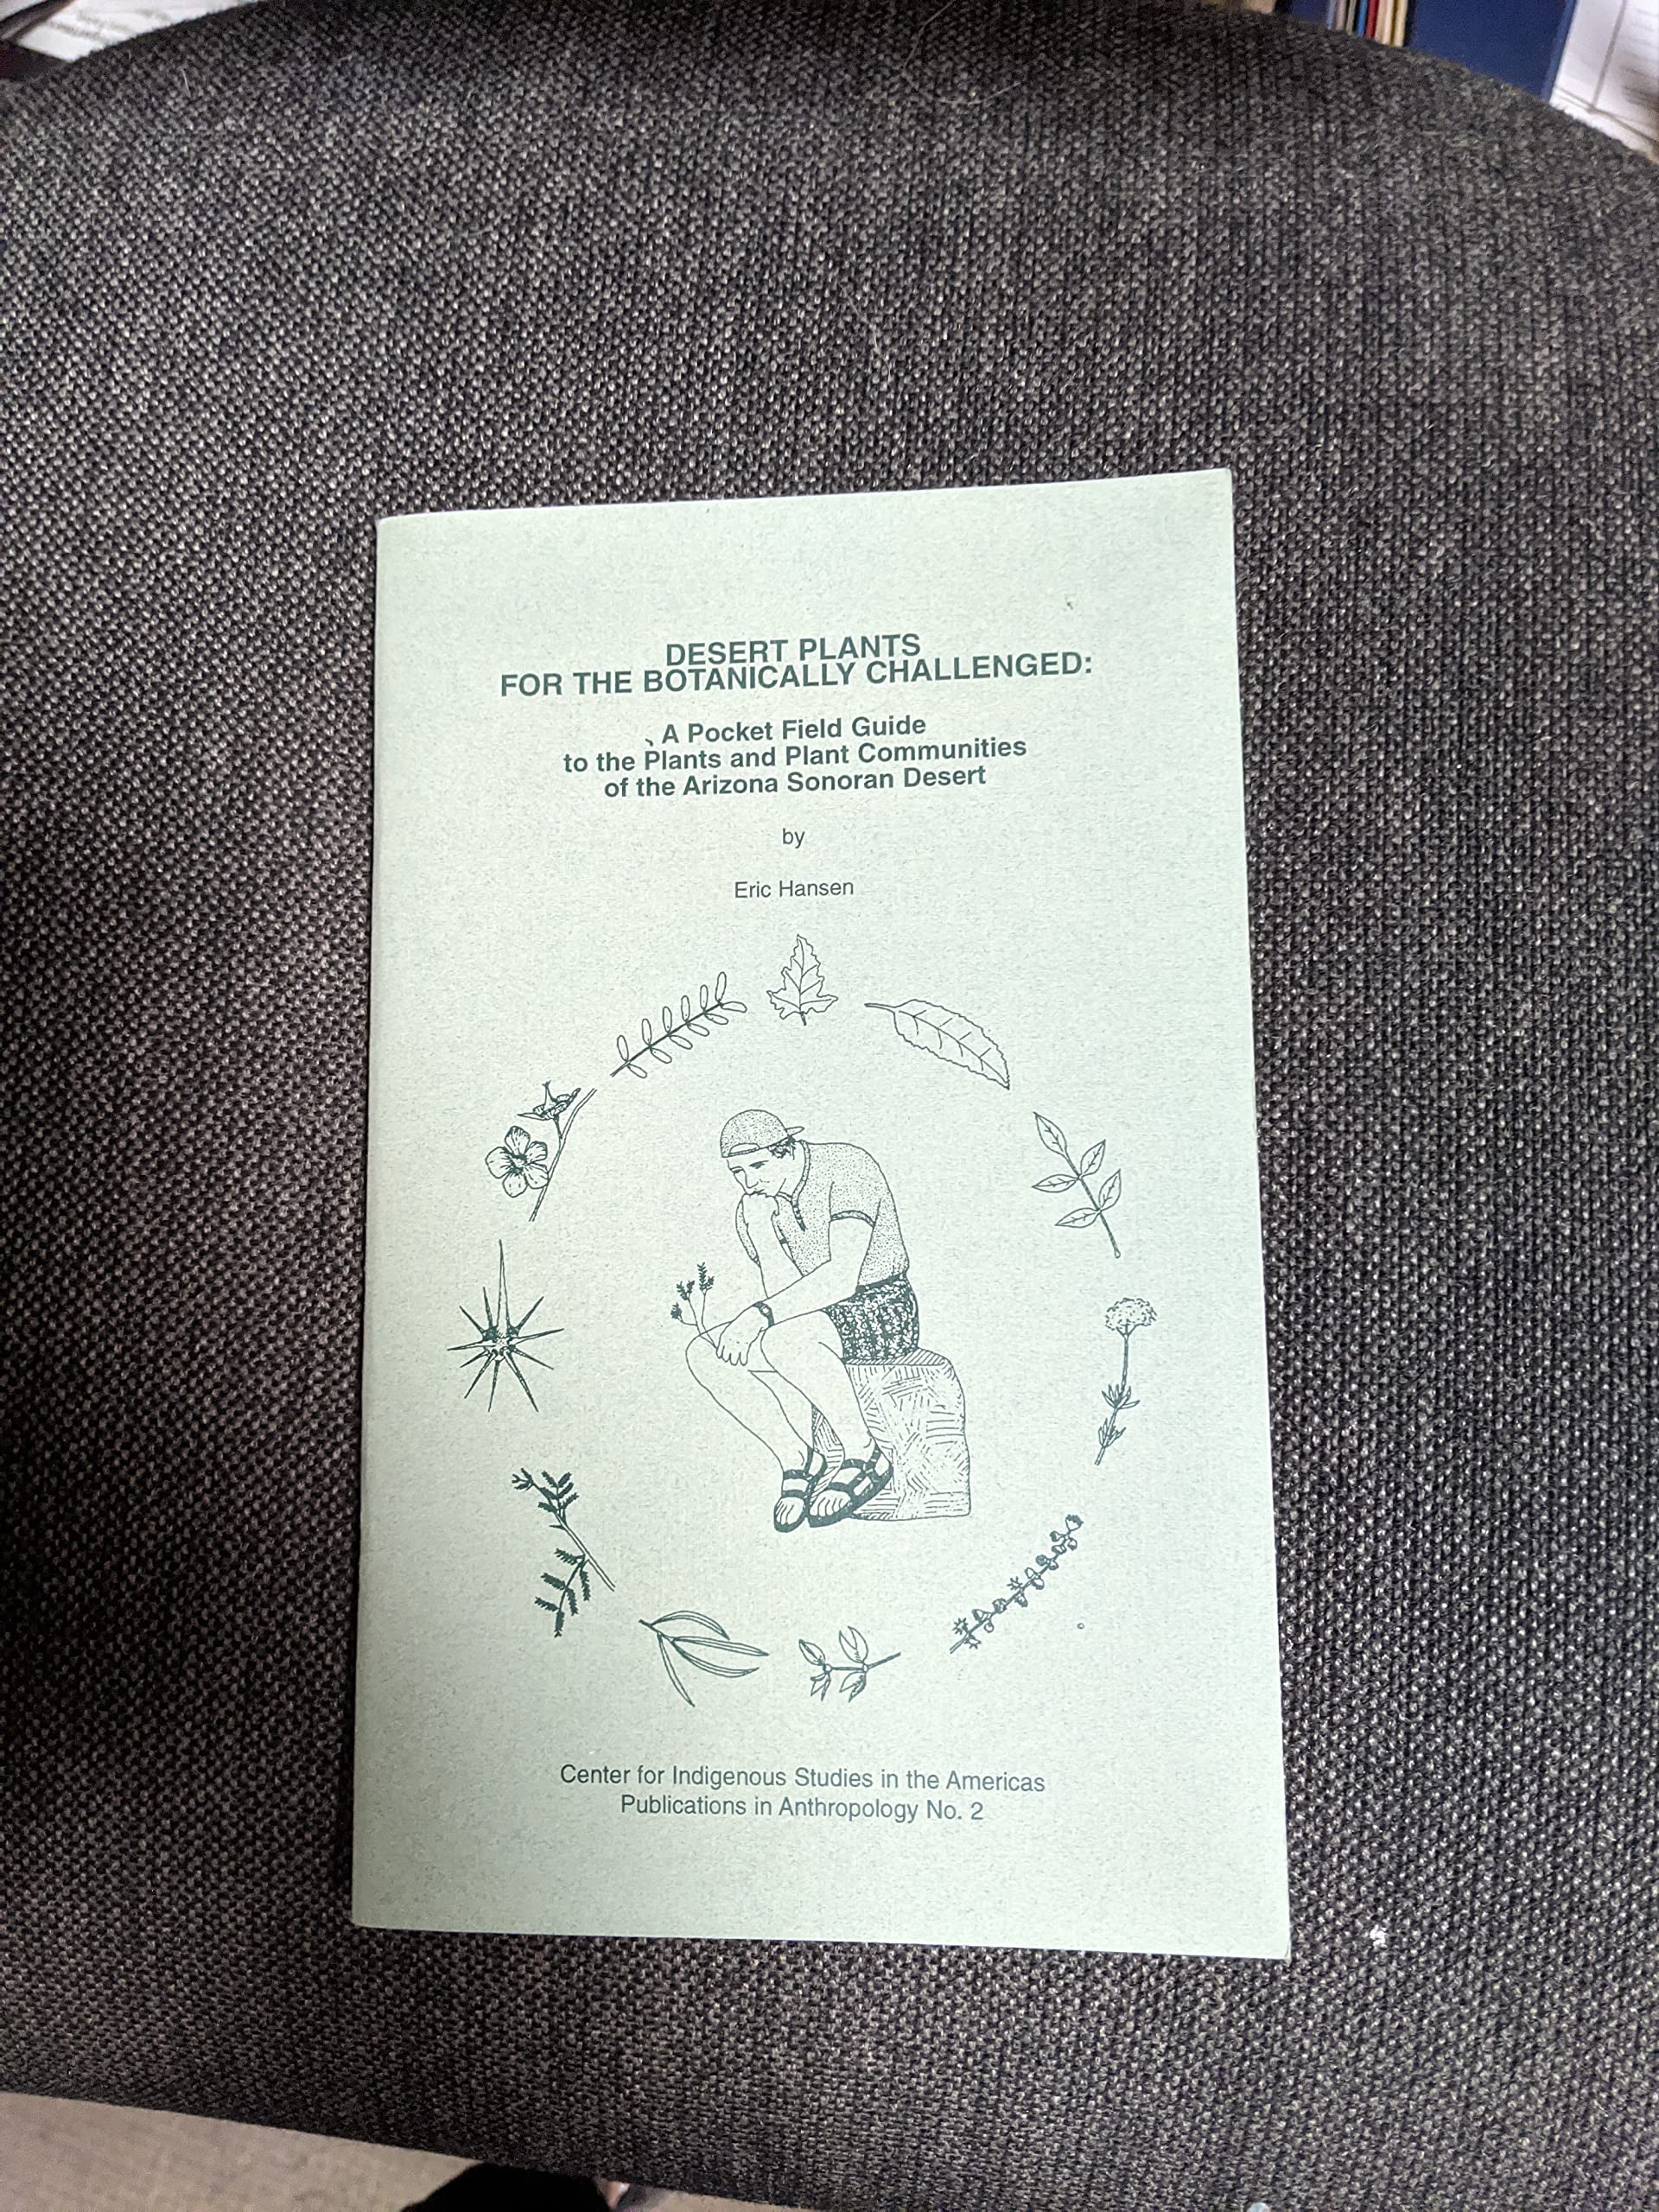 DESERT PLANTS
FOR THE BOTANICALLY CHALLENGED:
A Pocket Field Guide
to the Plants and Plant Communities
of the Arizona Sonoran Desert
by
Eric Hansen
Center for Indigenous Studies in the Americas
Publications in Anthropology No. 2